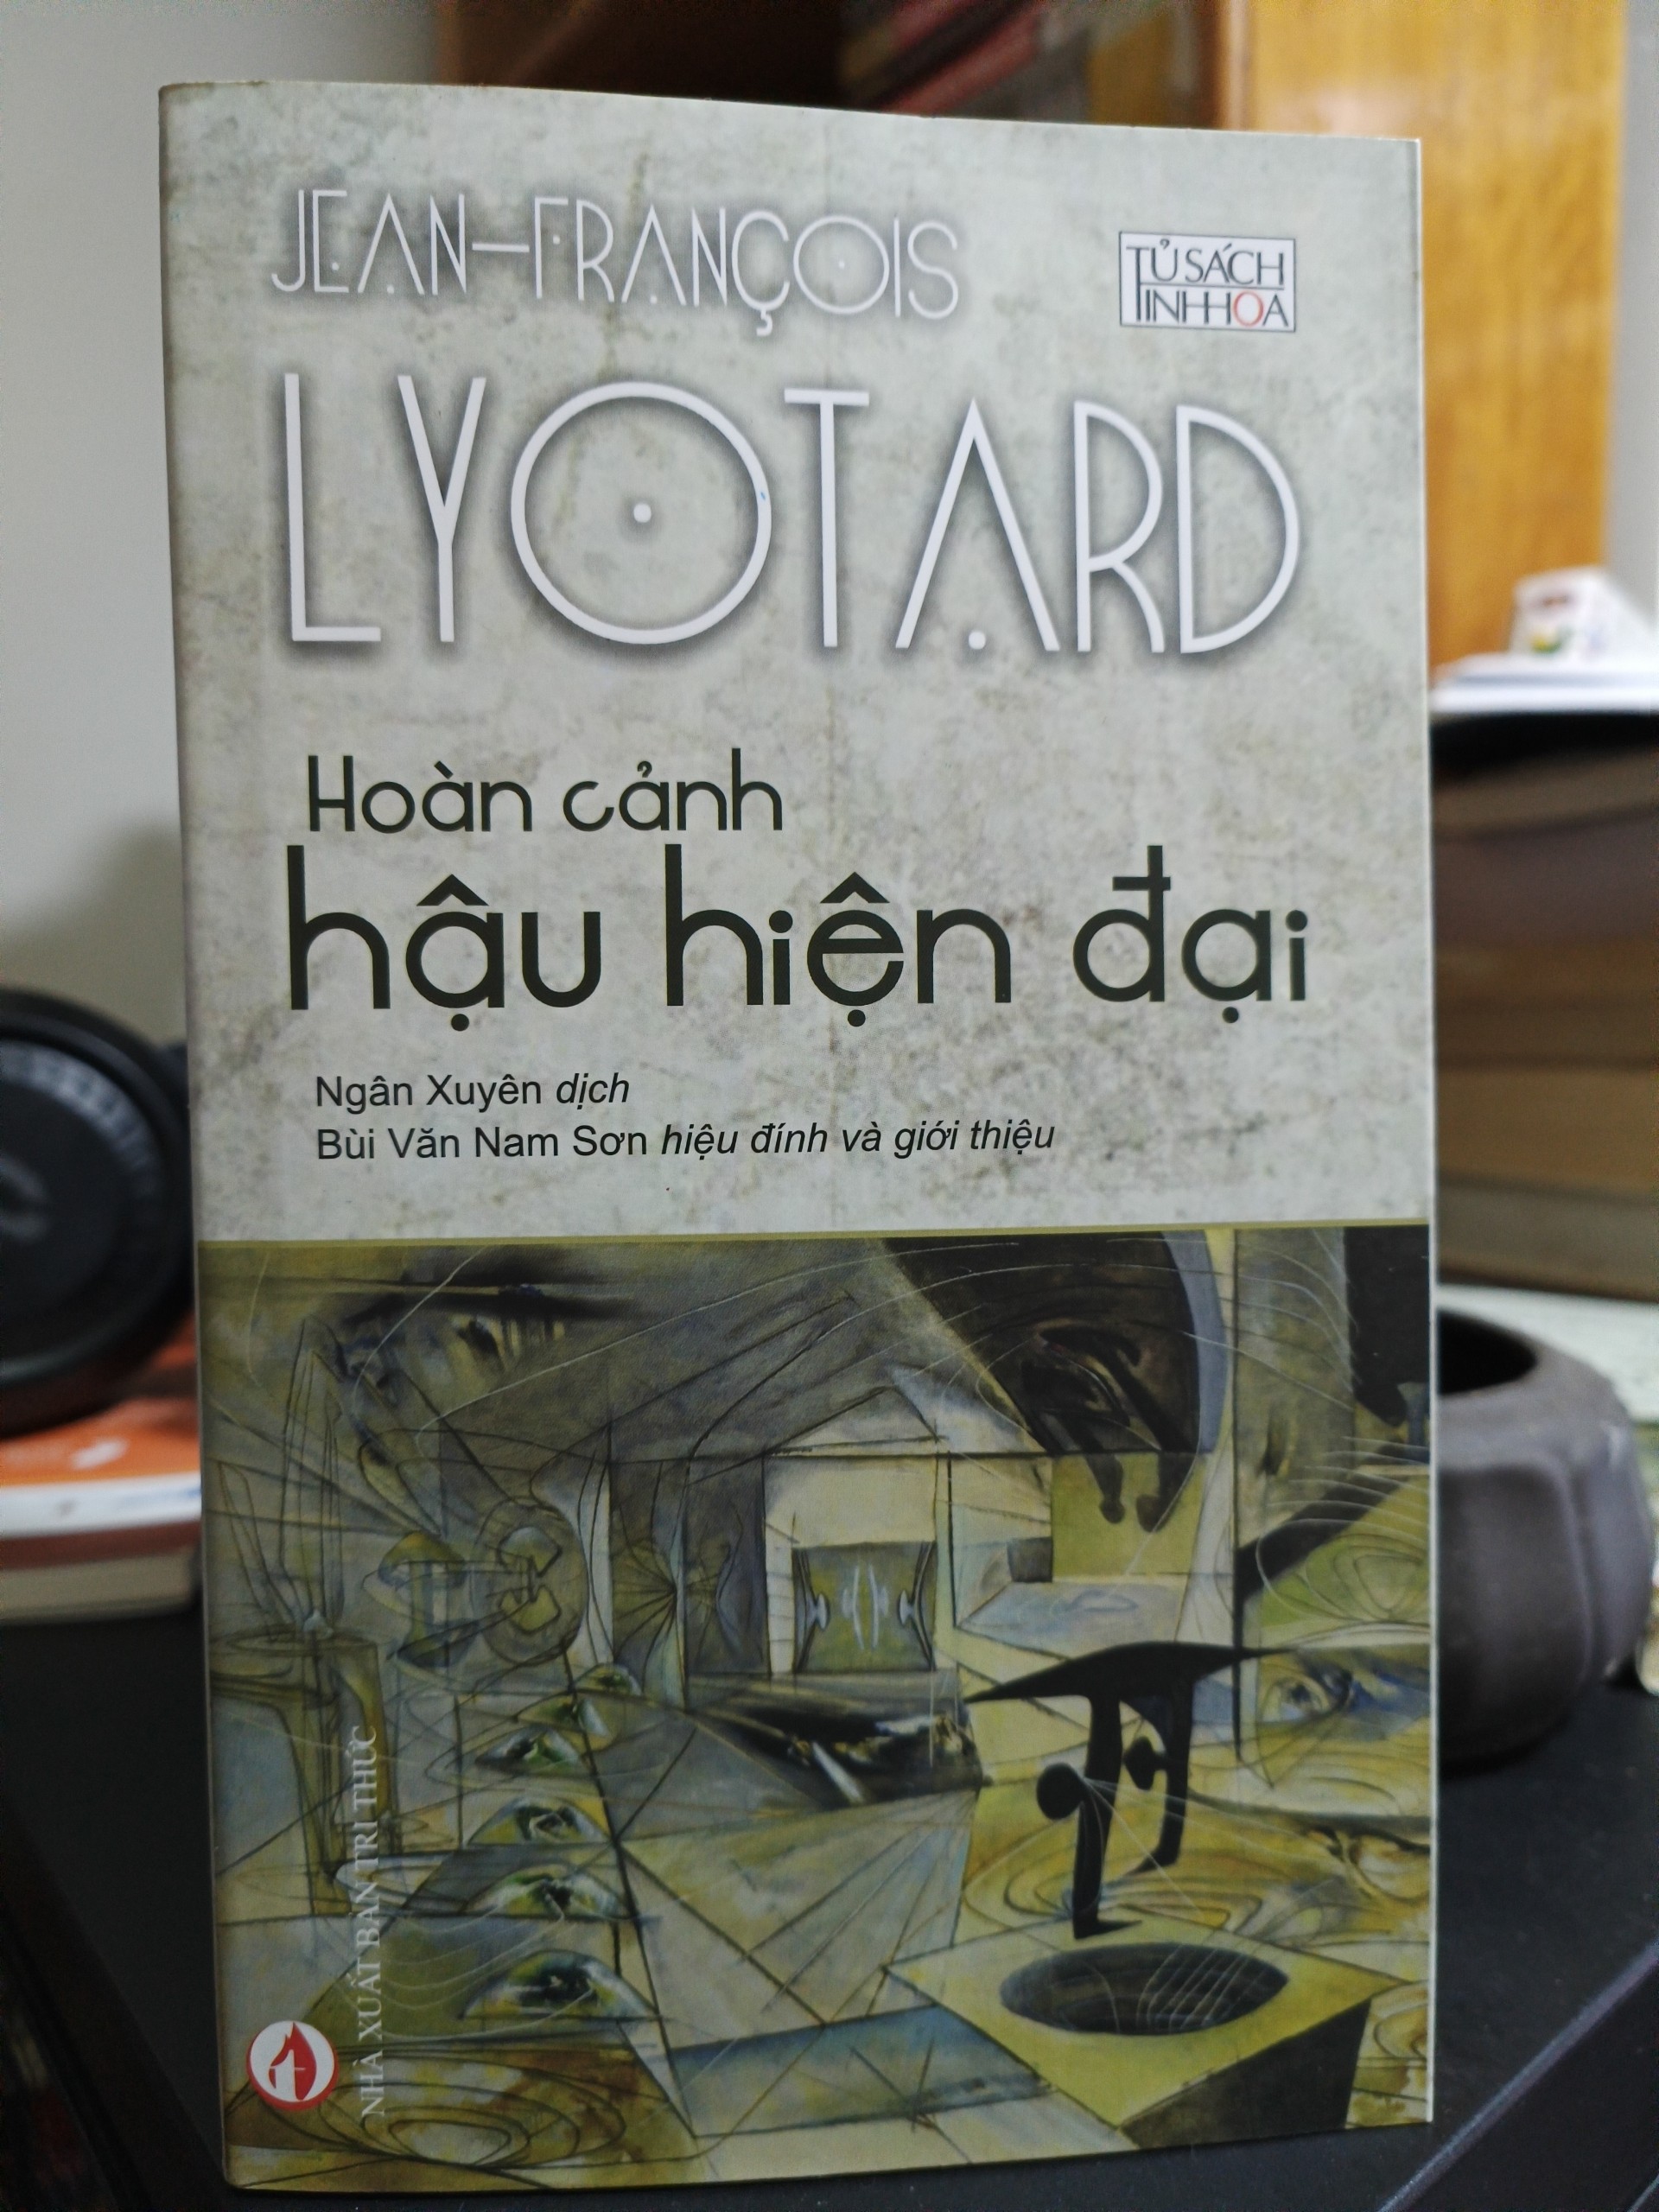 JEAN-FRANÇOIS
TỦ SÁCH
TINH HOA
LYOTARD
Hoàn cảnh
hậu hiện đại
Ngân Xuyên dịch
Bùi Văn Nam Sơn hiệu đính và giới thiệu
NHÀ XUẤT BẢN TRI THỨC